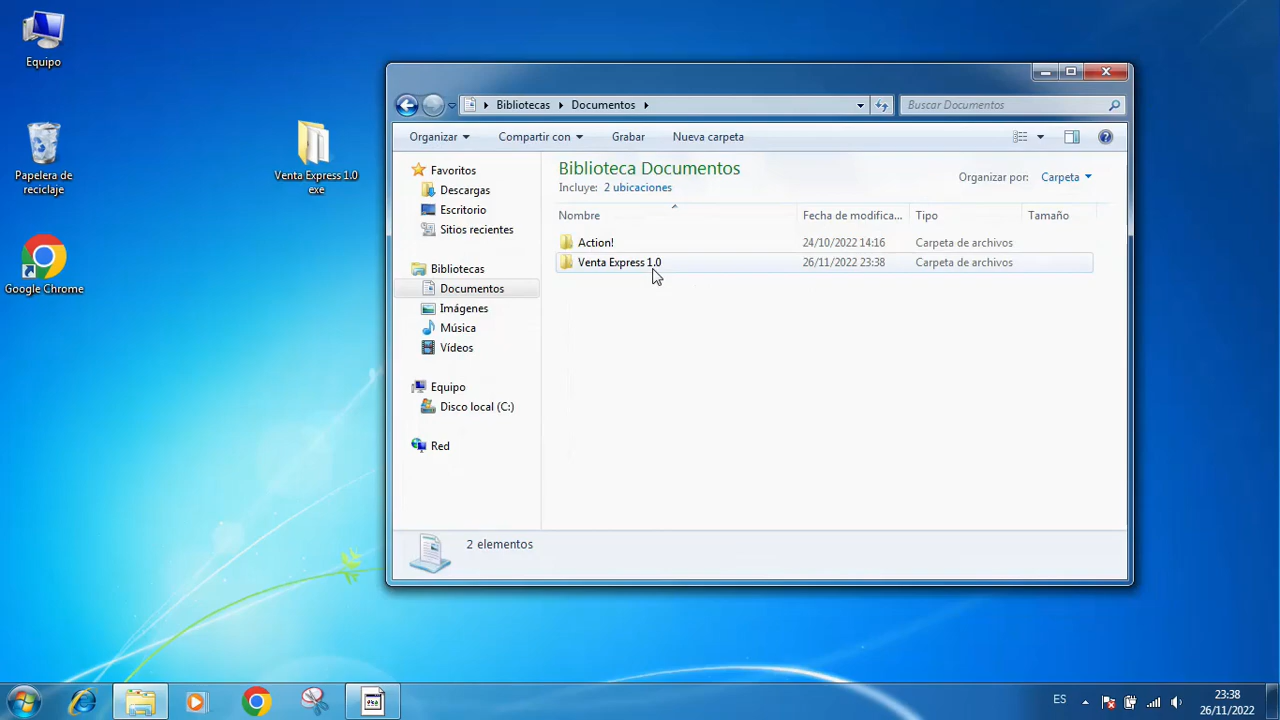 Equipo
Papelera de
reciclaje
Google Chrome
Venta Express 1.0
exe
Bibliotecas
Documentos
Buscar Documentos
Organizar
Compartir con
Grabar
Nueva carpeta
Favoritos
Descargas
Escritorio
Sitios recientes
Bibliotecas
Documentos
Imágenes
Música
Vídeos
Equipo
Disco local (C:)
Red
Biblioteca Documentos
Incluye: 2 ubicaciones
Organizar por: Carpeta
Nombre Fecha de modifica... Tipo Tamaño
Action! 24/10/2022 14:16 Carpeta de archivos
Venta Express 1.0 26/11/2022 23:38 Carpeta de archivos
2 elementos
ES
23:38
26/11/2022